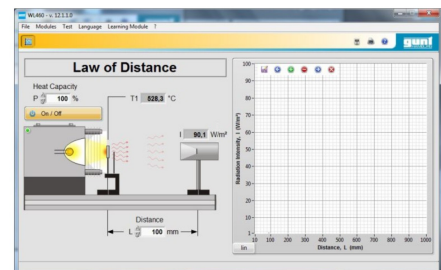 WL460 - v. 12.1.1.0
File Modules Test Language Learning Module ?
gunt
Law of Distance
Heat Capacity
P 100 %
On / Off
T1 528,3 °C
I 90,1 W/m²
Distance
L 100 mm
Radiation Intensity, I (W/m²)
100
90
80
70
60
50
40
30
20
10
1
10 100 200 300 400 500 600 700 800 900 1000
lin
Distance, L (mm)